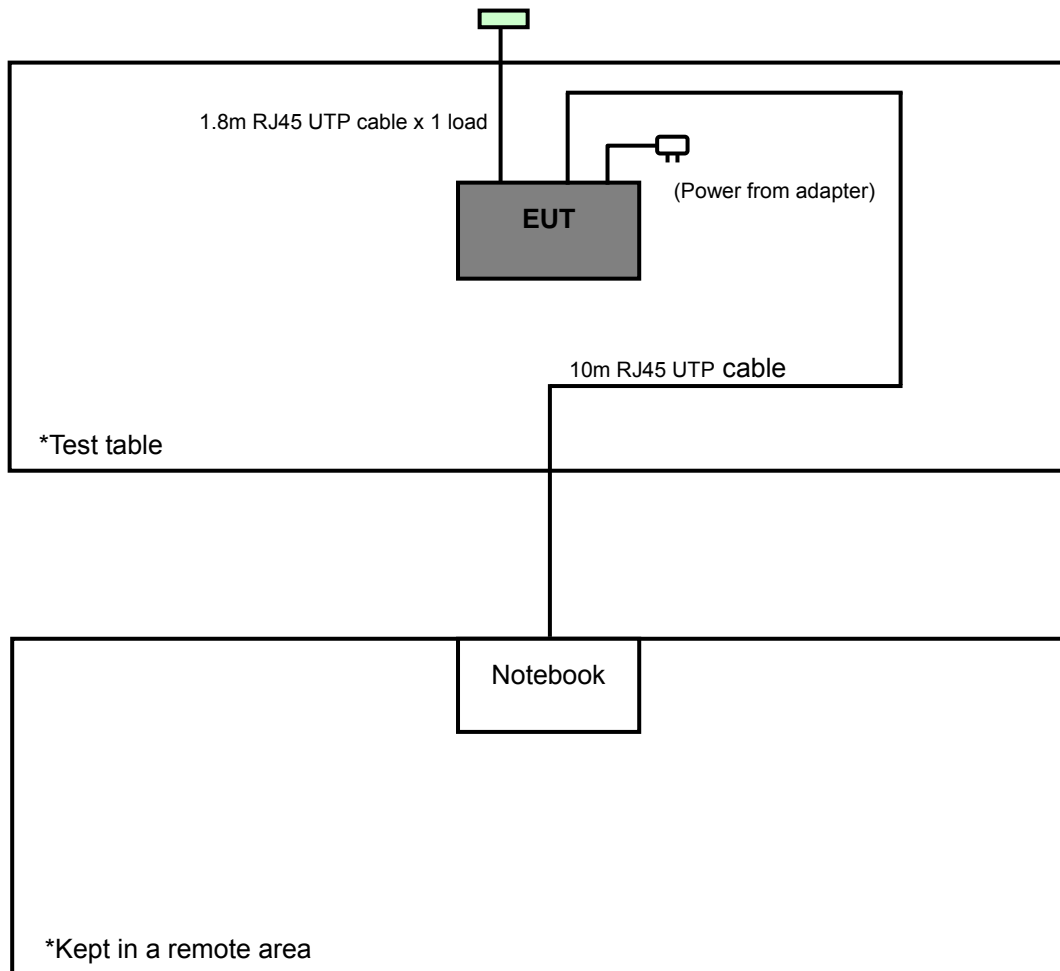 1.8m RJ45 UTP cable x 1 load
(Power from adapter)
EUT
10m RJ45 UTP cable
*Test table
Notebook
*Kept in a remote area